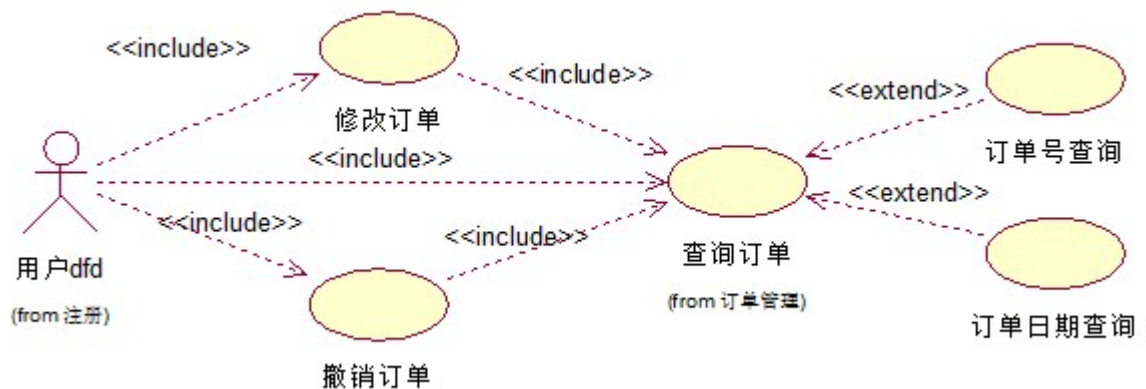 <<include>>
修改订单
<<include>>
<<extend>>
订单号查询
<<include>>
<<extend>>
<<include>>
<<include>>
用户dfd
(from 注册)
查询订单
(from 订单管理)
订单日期查询
撤销订单